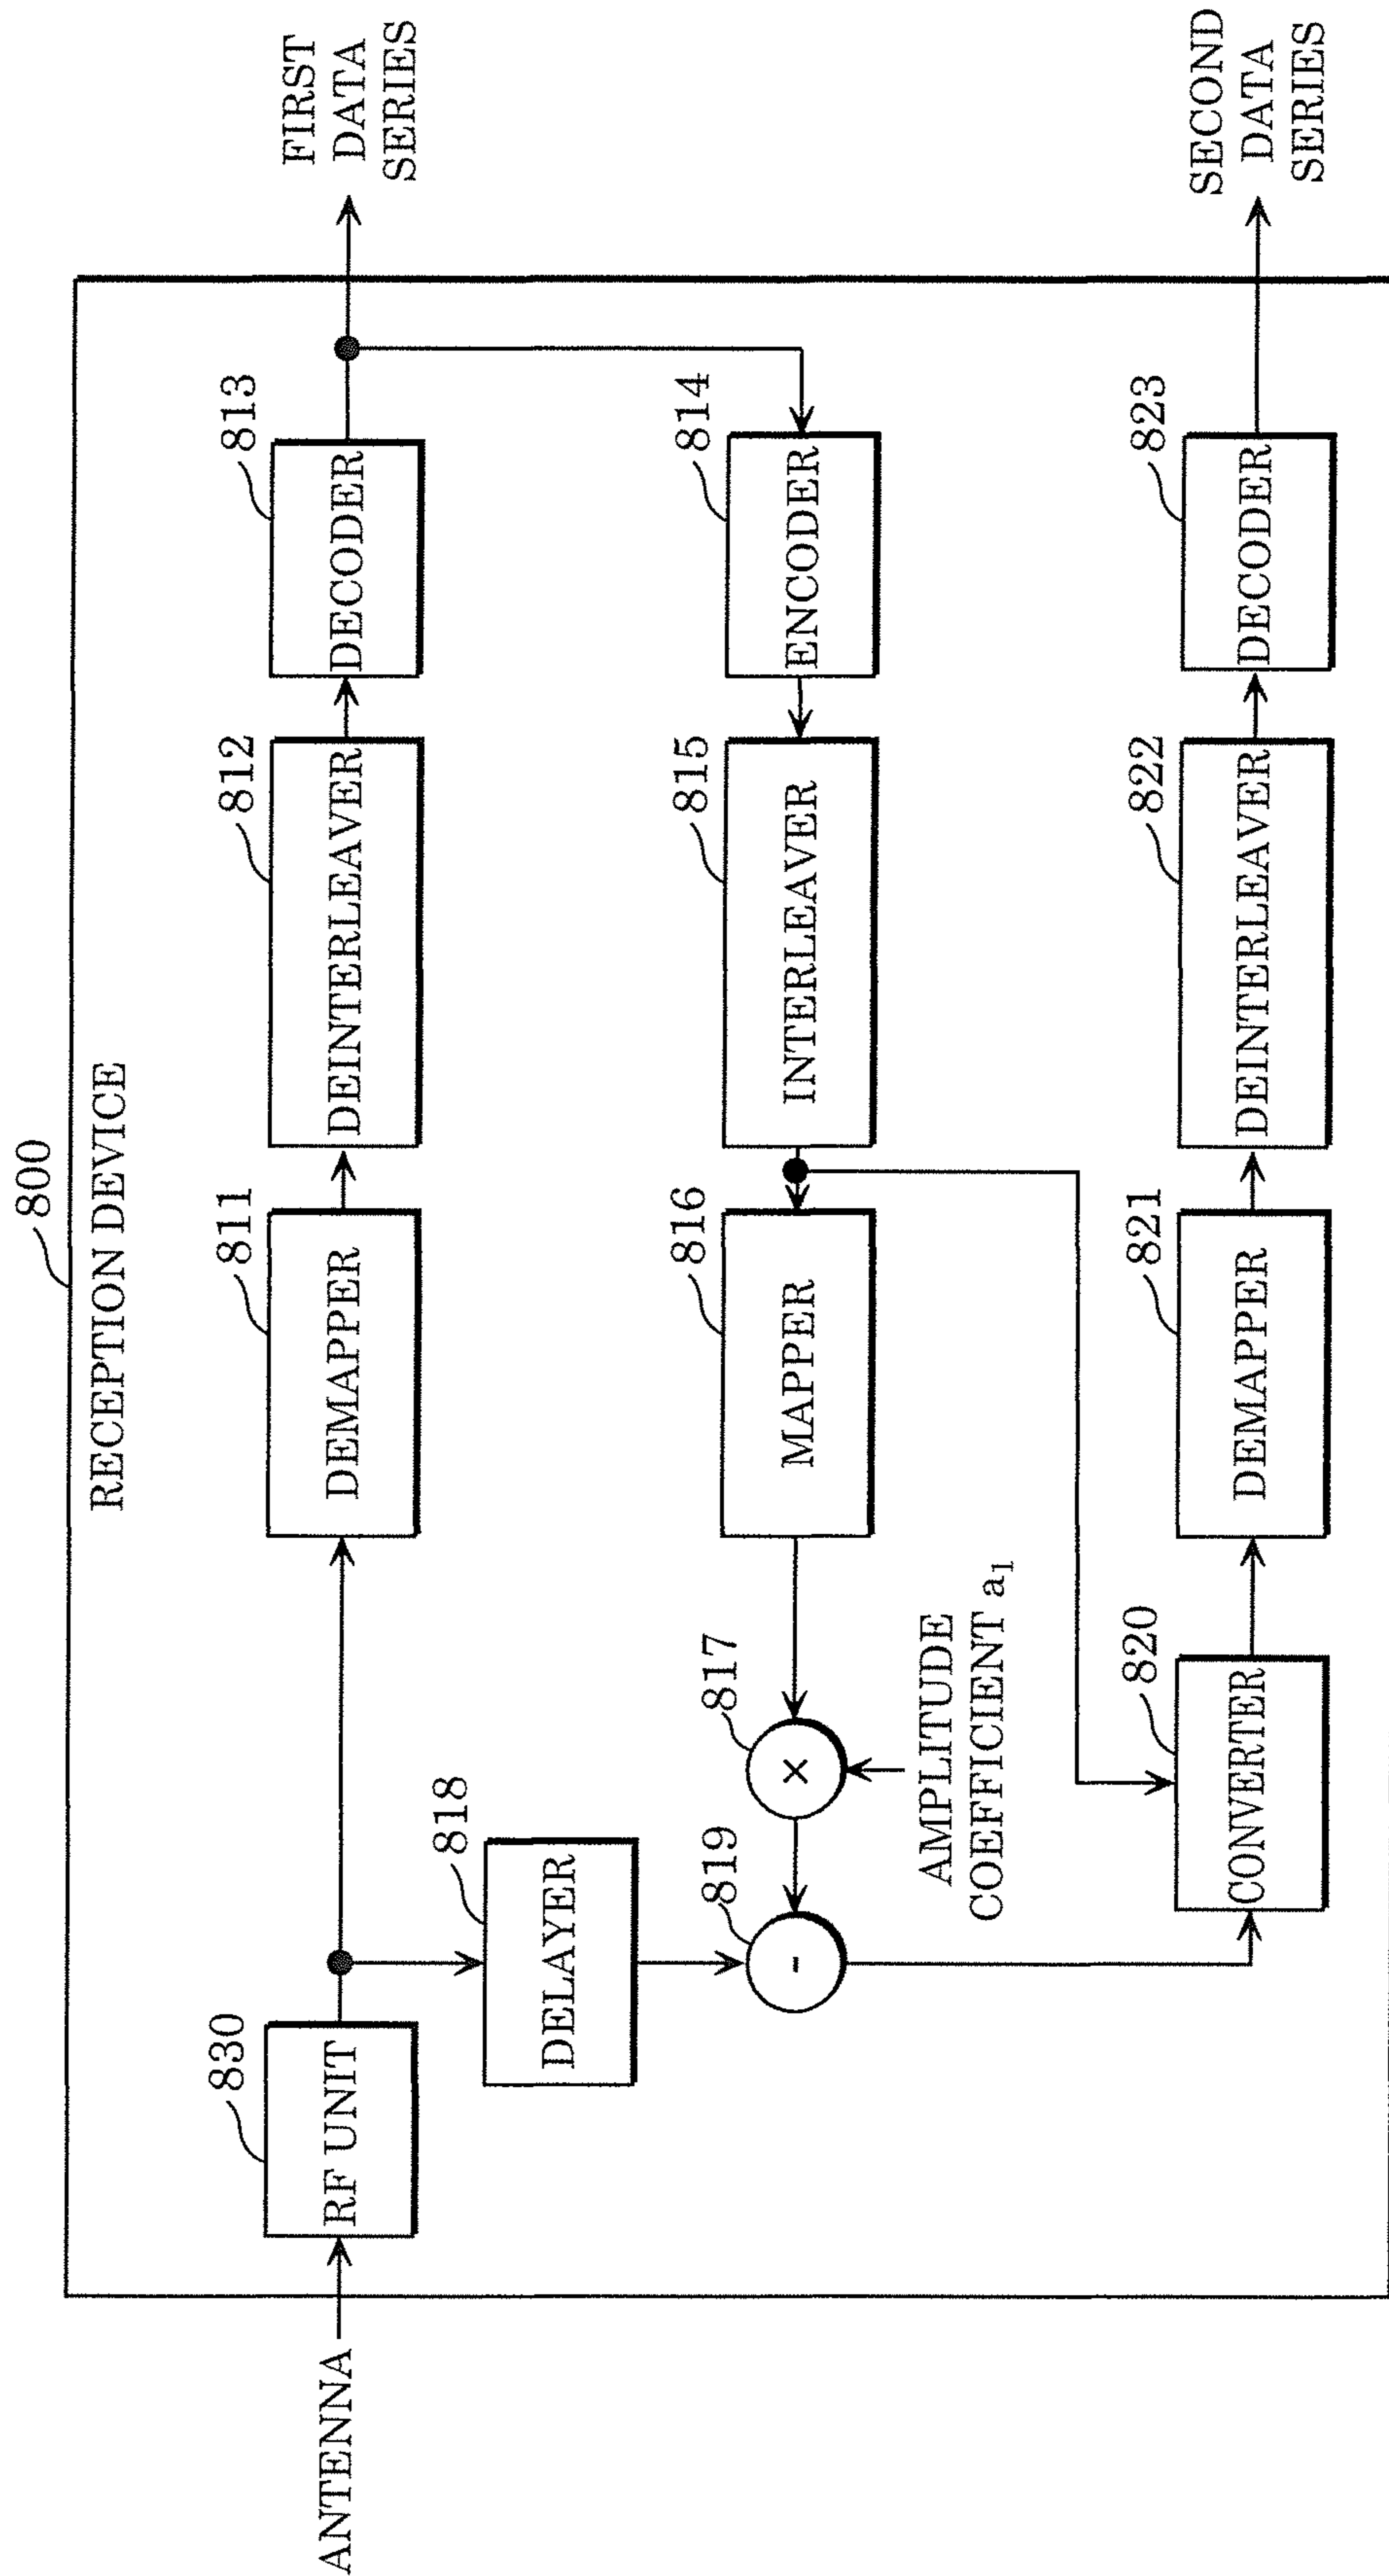 800
RECEPTION DEVICE
ANTENNA
830
RF UNIT
811
DEMAPPER
812
DEINTERLEAVER
813
DECODER
FIRST
DATA
SERIES
818
DELAYER
819
-
817
×
AMPLITUDE
COEFFICIENT a1
816
MAPPER
815
INTERLEAVER
814
ENCODER
820
CONVERTER
821
DEMAPPER
822
DEINTERLEAVER
823
DECODER
SECOND
DATA
SERIES